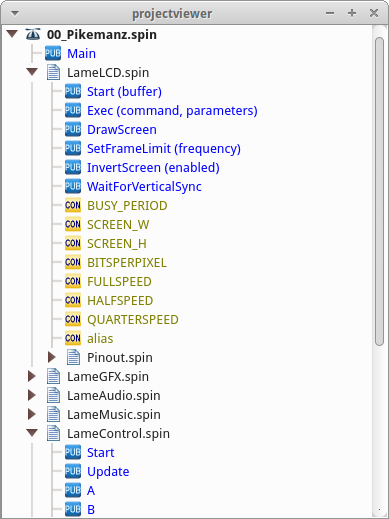 projectviewer
00_Pikemanz.spin
PUB Main
LameLCD.spin
PUB Start (buffer)
PUB Exec (command, parameters)
PUB DrawScreen
PUB SetFrameLimit (frequency)
PUB InvertScreen (enabled)
PUB WaitForVerticalSync
CON BUSY_PERIOD
CON SCREEN_W
CON SCREEN_H
CON BITSPERPIXEL
CON FULLSPEED
CON HALFSPEED
CON QUARTERSPEED
CON alias
Pinout.spin
LameGFX.spin
LameAudio.spin
LameMusic.spin
LameControl.spin
PUB Start
PUB Update
PUB A
PUB B